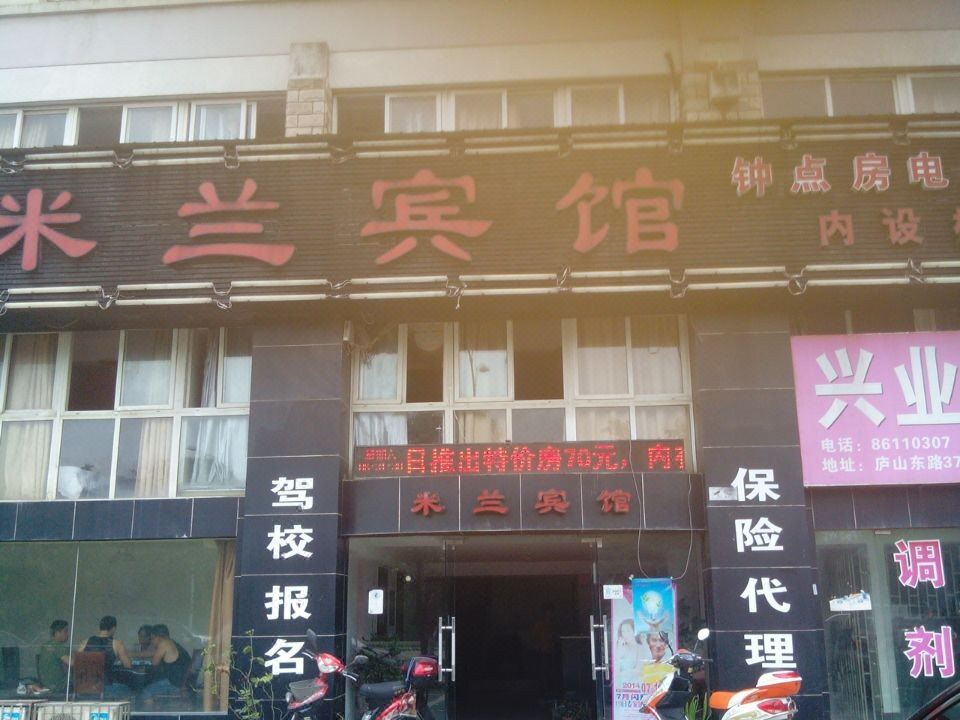 米兰宾馆
钟点房电
内设
兴业
电话：86110307
地址：庐山东路37
日推出特价房70元，内
米兰宾馆
驾校报名
保险代理
调剂
2014